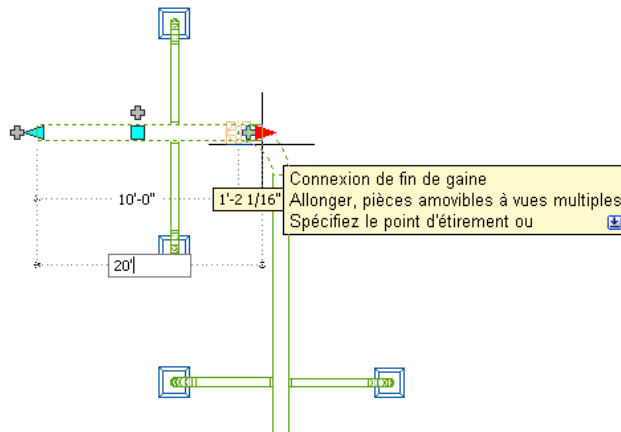 10'-0"
1'-2 1/16"
Connexion de fin de gaine
Allonger, pièces amovibles à vues multiples
Spécifiez le point d'étirement ou
20'